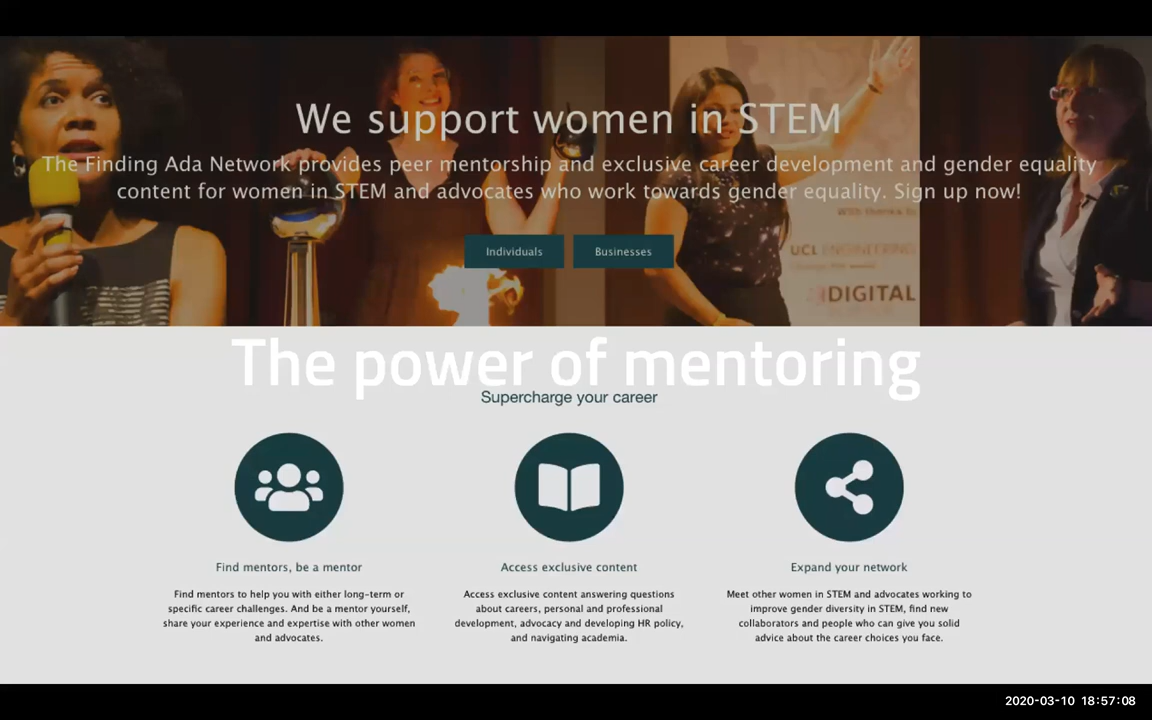 We support women in STEM
The Finding Ada Network provides peer mentorship and exclusive career development and gender equality
content for women in STEM and advocates who work towards gender equality. Sign up now!
With thanks to
Individuals
Businesses
UCL ENGINEERING
DIGITAL
The power of mentoring
Supercharge your career
Find mentors, be a mentor
Find mentors to help you with either long-term or
specific career challenges. And be a mentor yourself,
share your experience and expertise with other women
and advocates.
Access exclusive content
Access exclusive content answering questions
about careers, personal and professional
development, advocacy and developing HR policy,
and navigating academia.
Expand your network
Meet other women in STEM and advocates working to
improve gender diversity in STEM, find new
collaborators and people who can give you solid
advice about the career choices you face.
2020-03-10 18:57:08